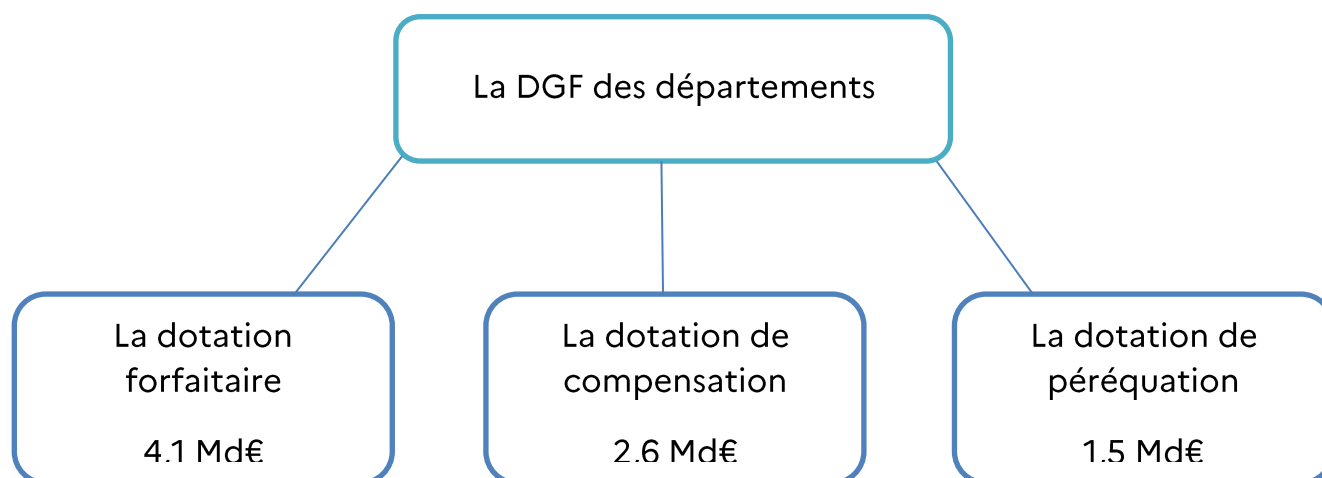 La DGF des départements
La dotation
forfaitaire
4,1 Md€
La dotation de
compensation
2,6 Md€
La dotation de
péréquation
1,5 Md€